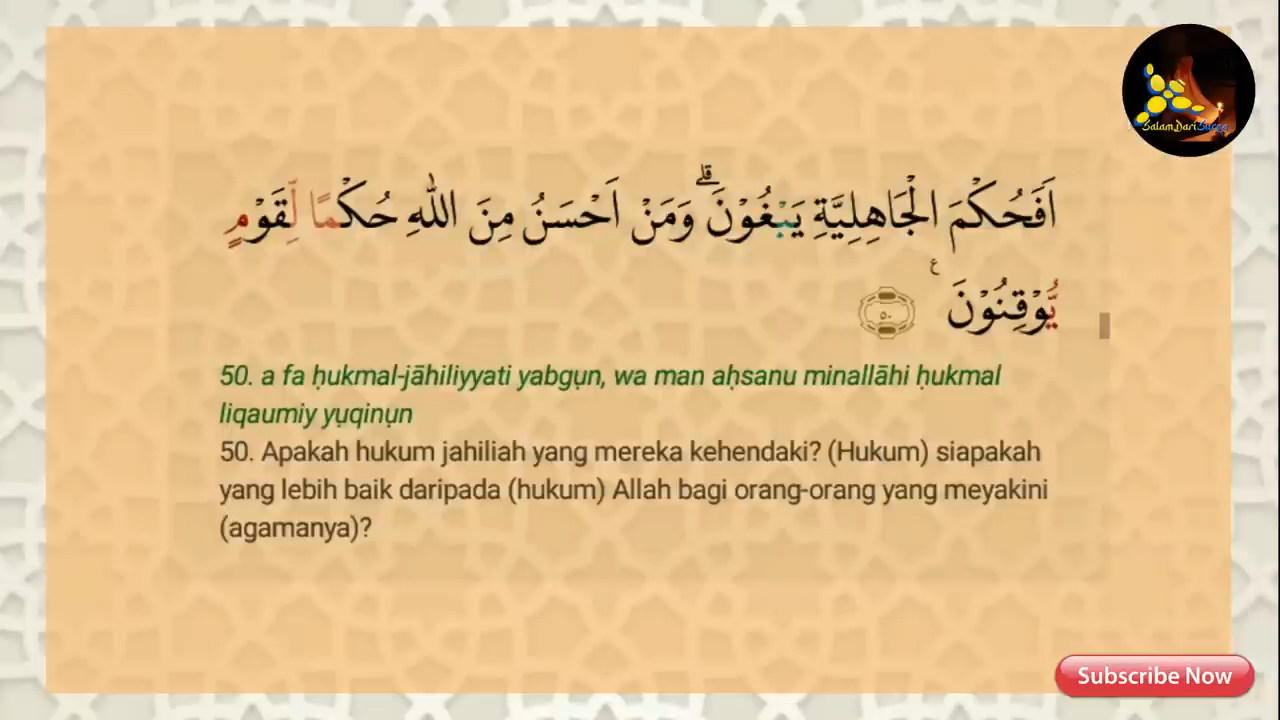 SalamDariSurga
اَفَحُكْمَ الْجَاهِلِيَّةِ يَبْغُوْنَۗ وَمَنْ اَحْسَنُ مِنَ اللّٰهِ حُكْمًا لِّقَوْمٍ
يُّوْقِنُوْنَ ࣖ ٥٠
50. a fa ḥukmal-jāhiliyyati yabgụn, wa man aḥsanu minallāhi ḥukmal
liqaumiy yụqinụn
50. Apakah hukum jahiliah yang mereka kehendaki? (Hukum) siapakah
yang lebih baik daripada (hukum) Allah bagi orang-orang yang meyakini
(agamanya)?
Subscribe Now